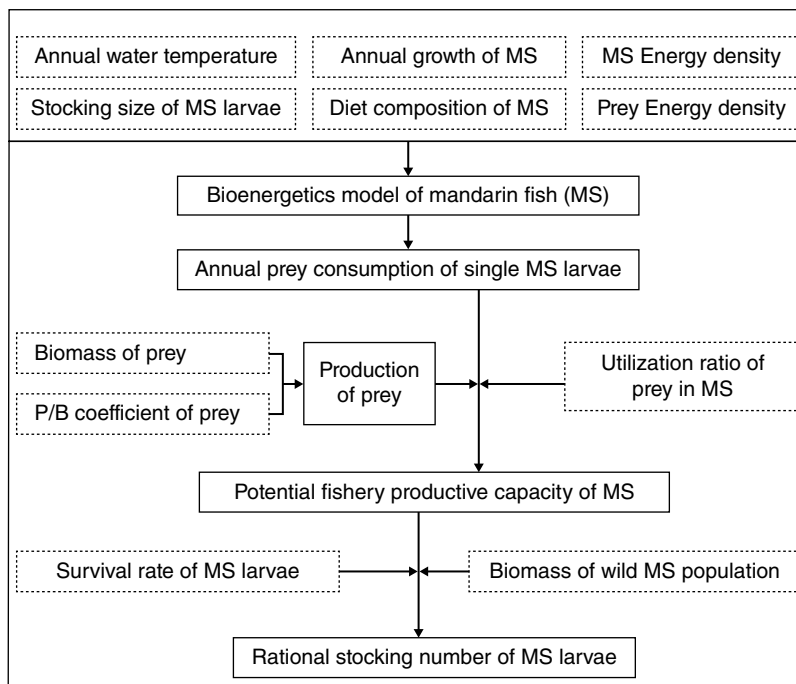 Annual water temperature
Annual growth of MS
MS Energy density
Stocking size of MS larvae
Diet composition of MS
Prey Energy density
Bioenergetics model of mandarin fish (MS)
Annual prey consumption of single MS larvae
Biomass of prey
P/B coefficient of prey
Production
of prey
Utilization ratio of
prey in MS
Potential fishery productive capacity of MS
Survival rate of MS larvae
Biomass of wild MS population
Rational stocking number of MS larvae